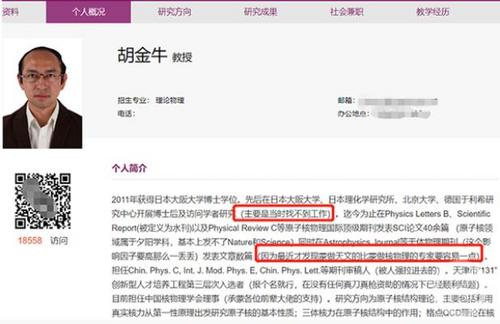 资料 个人概况 研究方向 研究成果 社会兼职 教学经历
胡金牛 教授
招生专业: 理论物理 邮箱:
电话: 办公地点:
18558 访问
个人简介
2011年获得日本大阪大学博士学位。先后在日本大阪大学、日本理化学研究所、北京大学、德国于利希研
究中心开展博士后及访问学者研究 (主要是当时找不到工作) , 迄今为止在Physics Letters B, Scientific
Report(被定义为水刊)以及Physical Review C等原子核物理国际顶级期刊发表SCI论文40余篇 (原子核领
域属于夕阳学科, 基本上发不了Nature和Science) 同时在Astrophysics Journal等天体物理期刊 (这个影
响因子要高那么一丢丢) 发表文章数篇 (因为最近才发现蒙做天文的比蒙做核物理的专家要容易一点) 。
担任Chin. Phys. C, Int. J, Mod. Phys. E, Chin. Phys. Lett.等期刊审稿人 (被人强拉进去的) 。天津市“131”
创新型人才培养工程第三层次人选者 (报个名就行, 在没有任何真刀真枪资助的情况下已经顺利结题) 。
目前担任中国核物理学会理事 (承蒙各位前辈大佬的支持) 。研究方向为原子核结构理论, 主要包括利用
真实核力从第一性原理出发研究原子核的基本性质; 三体核力在原子核结构中的作用; 格点QCD理论在核